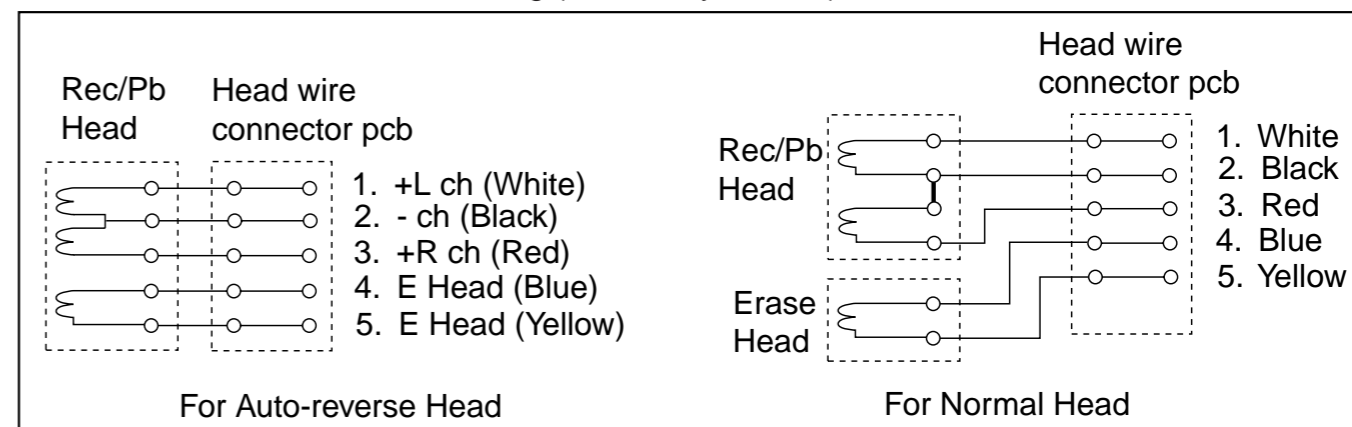 Rec/Pb
Head
Head wire
connector pcb
1. +L ch (White)
2. - ch (Black)
3. +R ch (Red)
4. E Head (Blue)
5. E Head (Yellow)
For Auto-reverse Head
Head wire
connector pcb
Rec/Pb
Head
1. White
2. Black
3. Red
4. Blue
5. Yellow
Erase
Head
For Normal Head